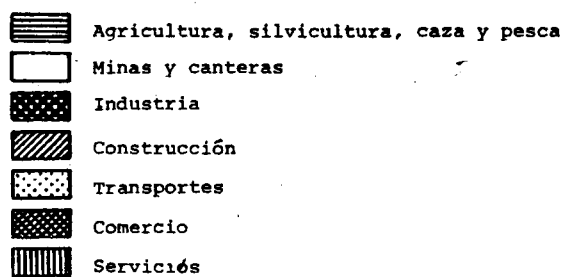 Agricultura, silvicultura, caza y pesca
Minas y canteras
Industria
Construcción
Transportes
Comercio
Servicios